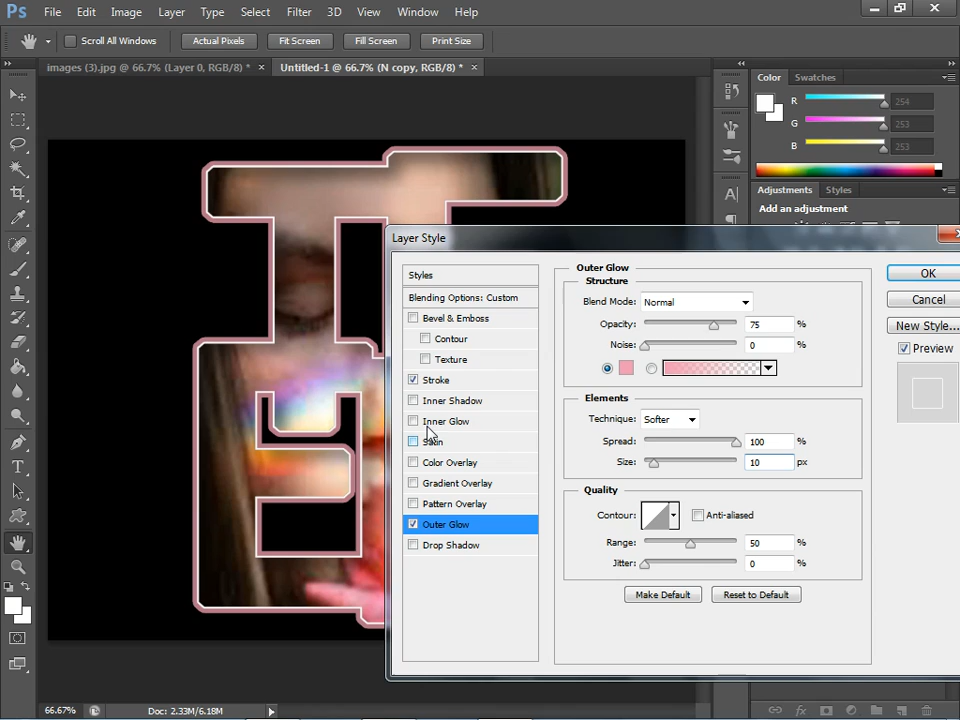 Ps File Edit Image Layer Type Select Filter 3D View Window Help
Scroll All Windows Actual Pixels Fit Screen Fill Screen Print Size
images (3).jpg @ 66.7% (Layer 0, RGB/8) * × Untitled-1 @ 66.7% (N copy, RGB/8) * ×
Color Swatches
R 254
G 253
B 253
Adjustments Styles
Add an adjustment
Layer Style
Styles
Blending Options: Custom
Bevel & Emboss
Contour
Texture
Stroke
Inner Shadow
Inner Glow
Satin
Color Overlay
Gradient Overlay
Pattern Overlay
Outer Glow
Drop Shadow
Outer Glow
Structure
Blend Mode: Normal
Opacity: 75 %
Noise: 0 %
Elements
Technique: Softer
Spread: 100 %
Size: 10 px
Quality
Contour: Anti-aliased
Range: 50 %
Jitter: 0 %
Make Default Reset to Default
OK
Cancel
New Style...
Preview
66.67% Doc: 2.33M/6.18M